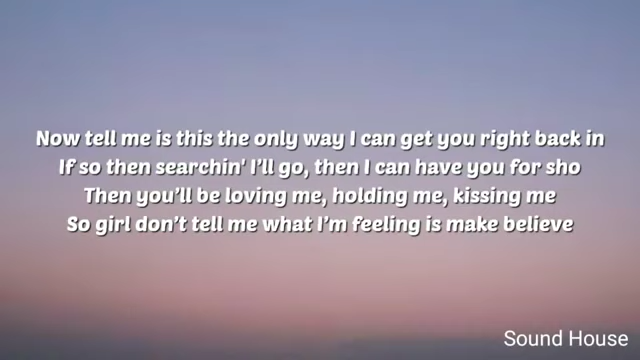 Now tell me is this the only way I can get you right back in
If so then searchin' I’ll go, then I can have you for sho
Then you’ll be loving me, holding me, kissing me
So girl don’t tell me what I’m feeling is make believe
Sound House